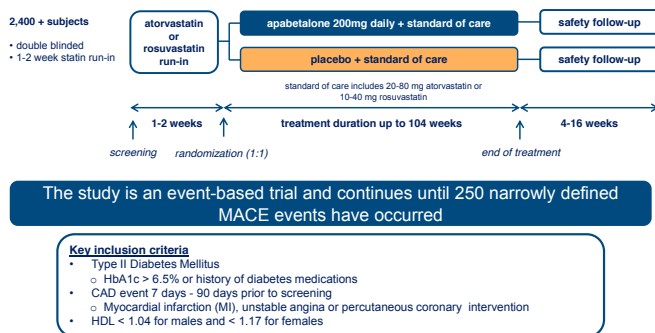 2,400 + subjects
• double blinded
• 1-2 week statin run-in
atorvastatin
or
rosuvastatin
run-in
apabetalone 200mg daily + standard of care
placebo + standard of care
safety follow-up
safety follow-up
standard of care includes 20-80 mg atorvastatin or
10-40 mg rosuvastatin
1-2 weeks
treatment duration up to 104 weeks
4-16 weeks
screening
randomization (1:1)
end of treatment
The study is an event-based trial and continues until 250 narrowly defined
MACE events have occurred
Key inclusion criteria
• Type II Diabetes Mellitus
o HbA1c > 6.5% or history of diabetes medications
• CAD event 7 days - 90 days prior to screening
o Myocardial infarction (MI), unstable angina or percutaneous coronary intervention
• HDL < 1.04 for males and < 1.17 for females